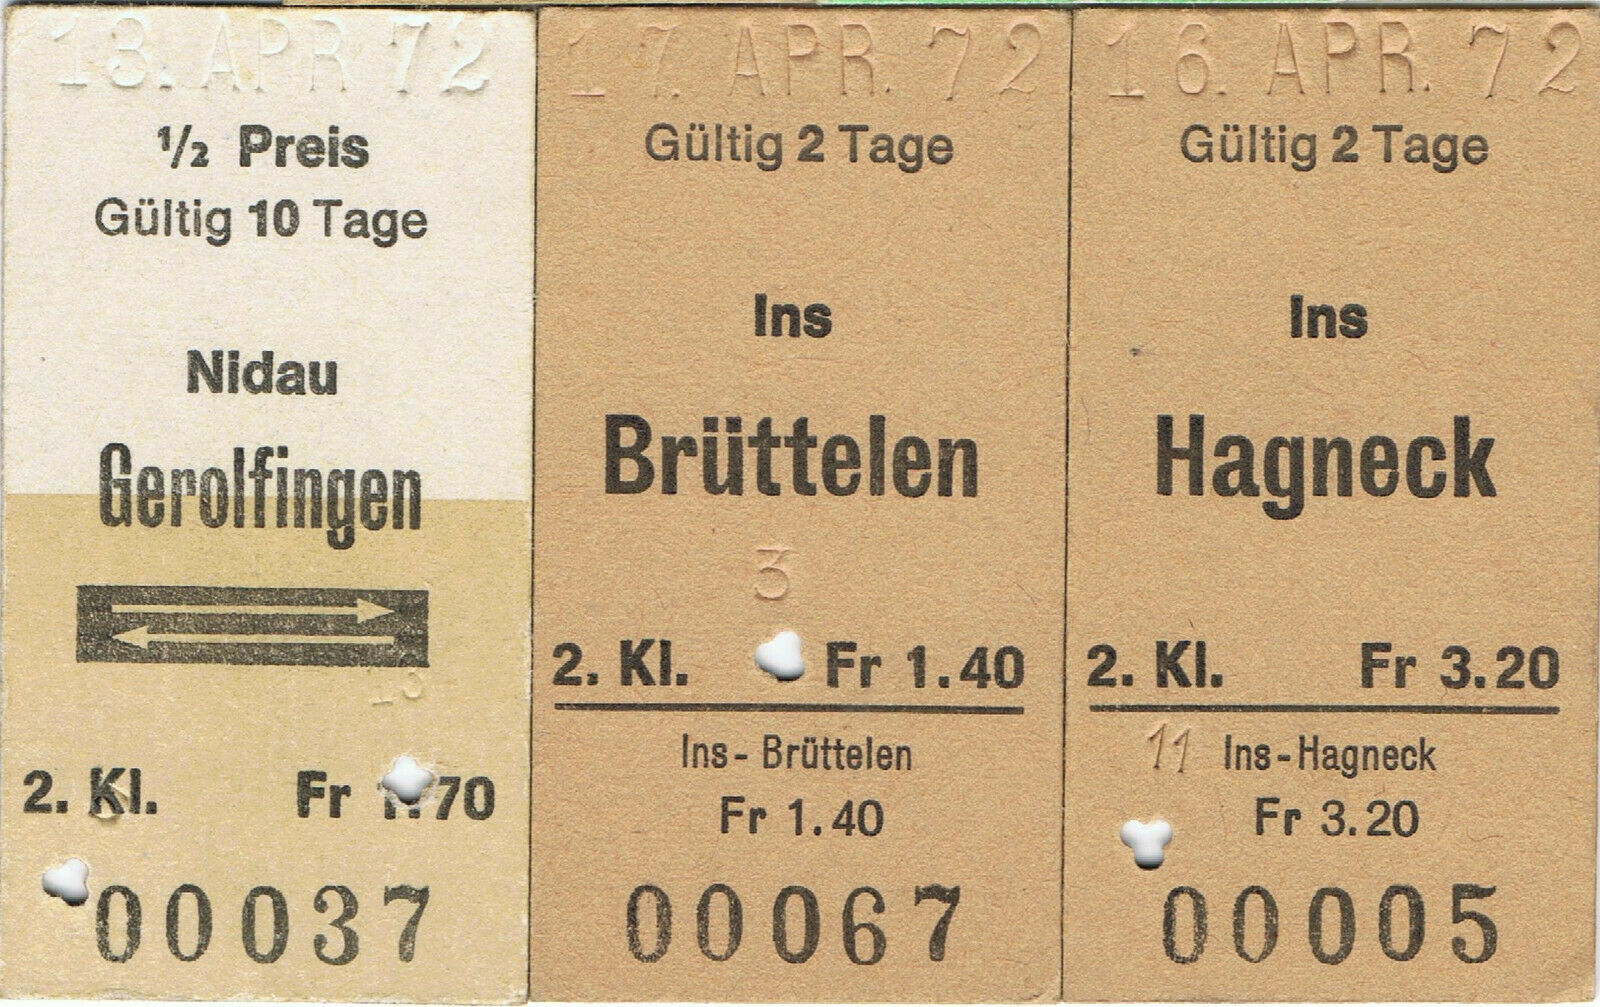 13. APR 72
1/2 Preis
Gültig 10 Tage
Nidau
Gerolfingen
2. Kl. Fr 1.70
00037
17. APR. 72
Gültig 2 Tage
Ins
Brüttelen
3
2. Kl. Fr 1.40
Ins - Brüttelen
Fr 1.40
00067
16. APR. 72
Gültig 2 Tage
Ins
Hagneck
2. Kl. Fr 3.20
11 Ins - Hagneck
Fr 3.20
00005